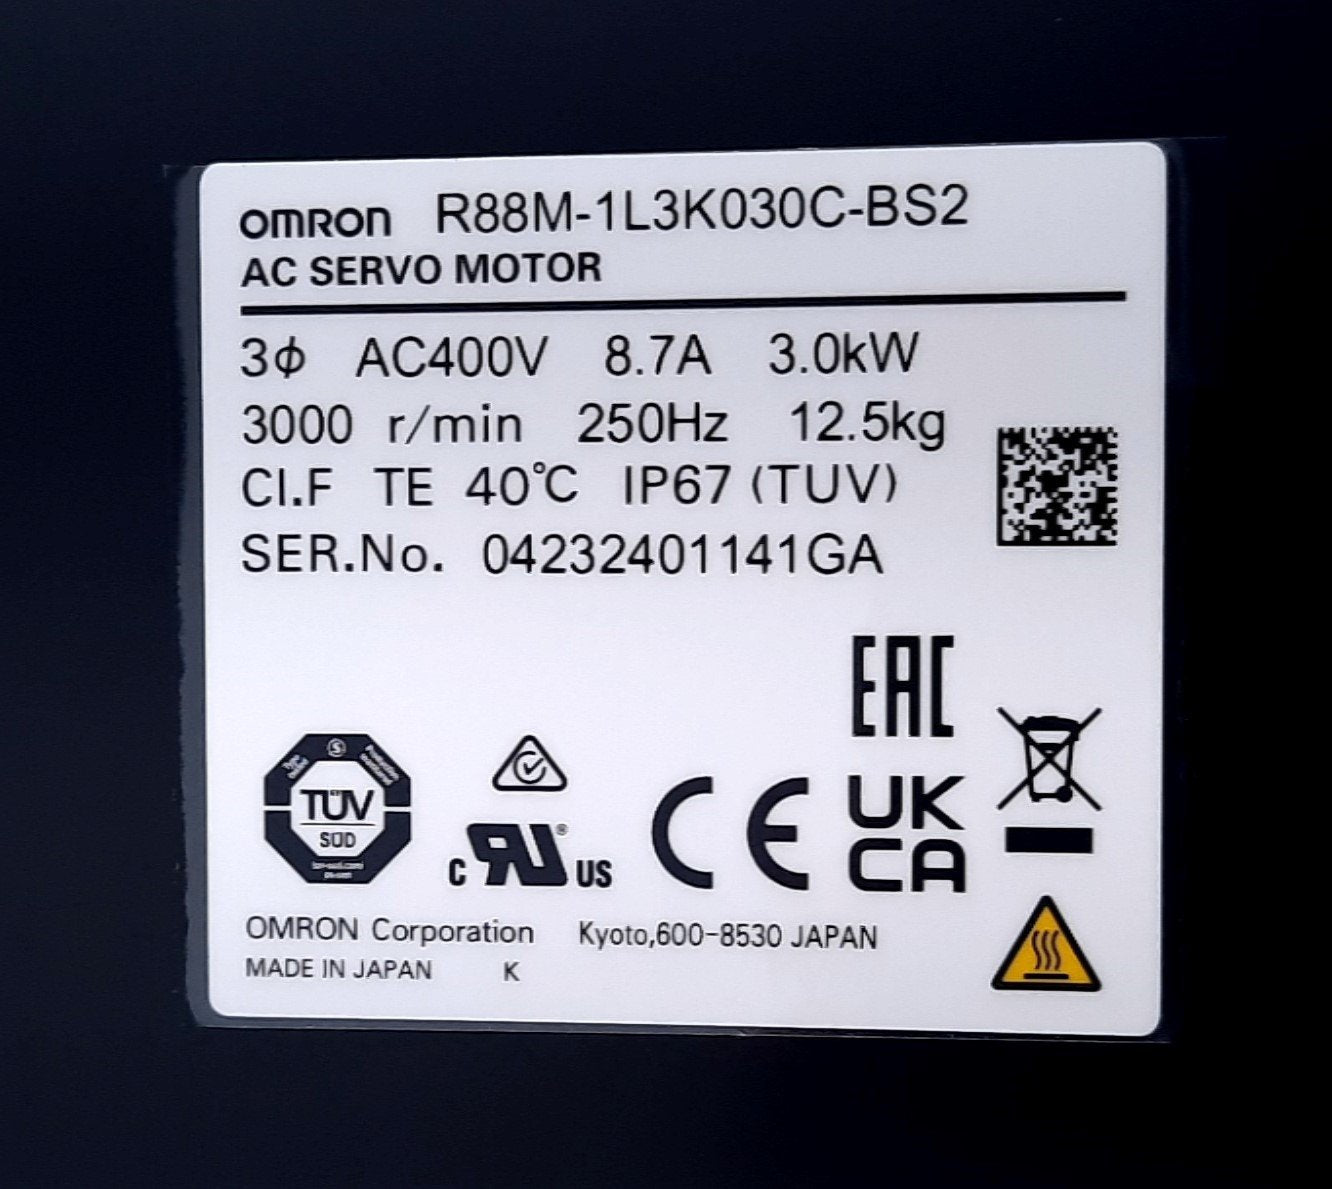 OMRON R88M-1L3K030C-BS2
AC SERVO MOTOR
3ϕ AC400V 8.7A 3.0kW
3000 r/min 250Hz 12.5kg
CI.F TE 40℃ IP67 (TUV)
SER.No. 04232401141GA
EAC
TÜV
SÜD
C RU ® US
CE
UK
CA
OMRON Corporation Kyoto,600-8530 JAPAN
MADE IN JAPAN K